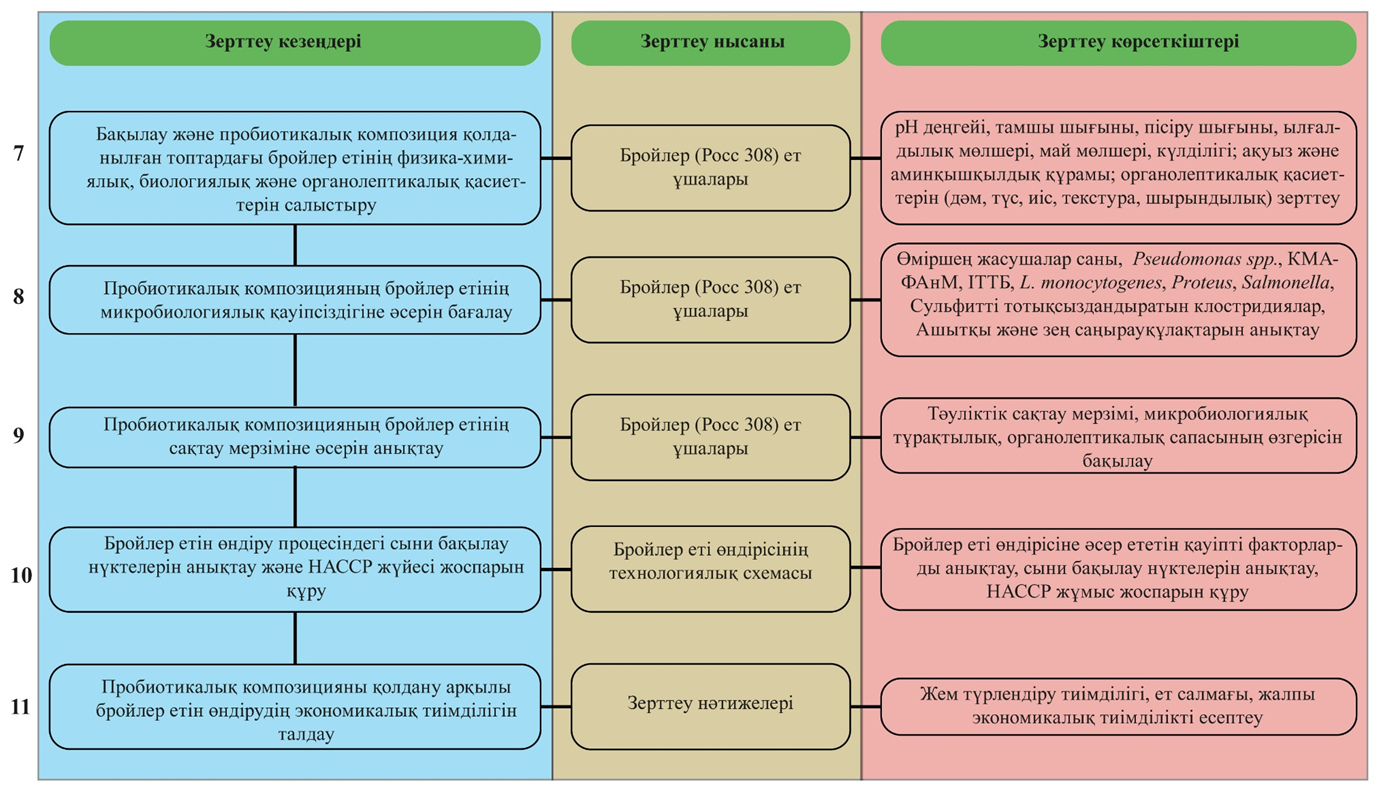 Зерттеу кезеңдері
Зерттеу нысаны
Зерттеу көрсеткіштері
7
Бақылау және пробиотикалық композиция қолда-
нылған топтардағы бройлер етінің физика-хими-
ялық, биологиялық және органолептикалық қасиет-
терін салыстыру
Бройлер (Росс 308) ет
ұшалары
pH деңгейі, тамшы шығыны, пісіру шығыны, ылғал-
дылық мөлшері, май мөлшері, күлділігі; ақуыз және
аминқышқылдық құрамы; органолептикалық қасиет-
терін (дәм, түс, иіс, текстура, шырындылық) зерттеу
8
Пробиотикалық композицияның бройлер етінің
микробиологиялық қауіпсіздігіне әсерін бағалау
Бройлер (Росс 308) ет
ұшалары
Өміршең жасушалар саны, Pseudomonas spp., КМА-
ФАнМ, ІТТБ, L. monocytogenes, Proteus, Salmonella,
Сульфитті тотықсыздандыратын клостридиялар,
Ашытқы және зең саңырауқұлақтарын анықтау
9
Пробиотикалық композицияның бройлер етінің
сақтау мерзіміне әсерін анықтау
Бройлер (Росс 308) ет
ұшалары
Тәуліктік сақтау мерзімі, микробиологиялық
тұрақтылық, органолептикалық сапасының өзгерісін
бақылау
10
Бройлер етін өндіру процесіндегі сыни бақылау
нүктелерін анықтау және НАССР жүйесі жоспарын
құру
Бройлер еті өндірісінің
технологиялық схемасы
Бройлер еті өндірісіне әсер ететін қауіпті факторлар-
ды анықтау, сыни бақылау нүктелерін анықтау,
НАССР жұмыс жоспарын құру
11
Пробиотикалық композицияны қолдану арқылы
бройлер етін өндірудің экономикалық тиімділігін
талдау
Зерттеу нәтижелері
Жем түрлендіру тиімділігі, ет салмағы, жалпы
экономикалық тиімділікті есептеу